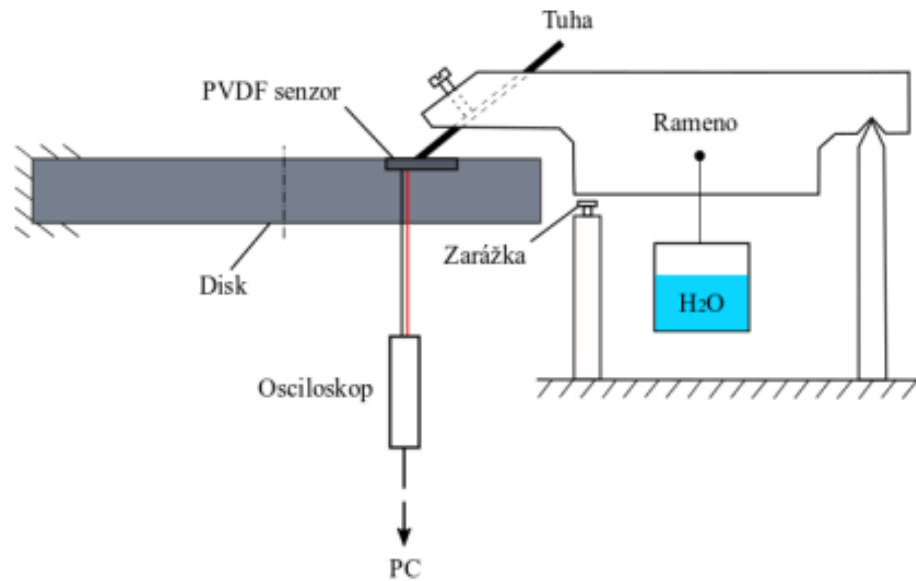 Tuha
PVDF senzor
Rameno
Zarážka
Disk
H2O
Osciloskop
PC